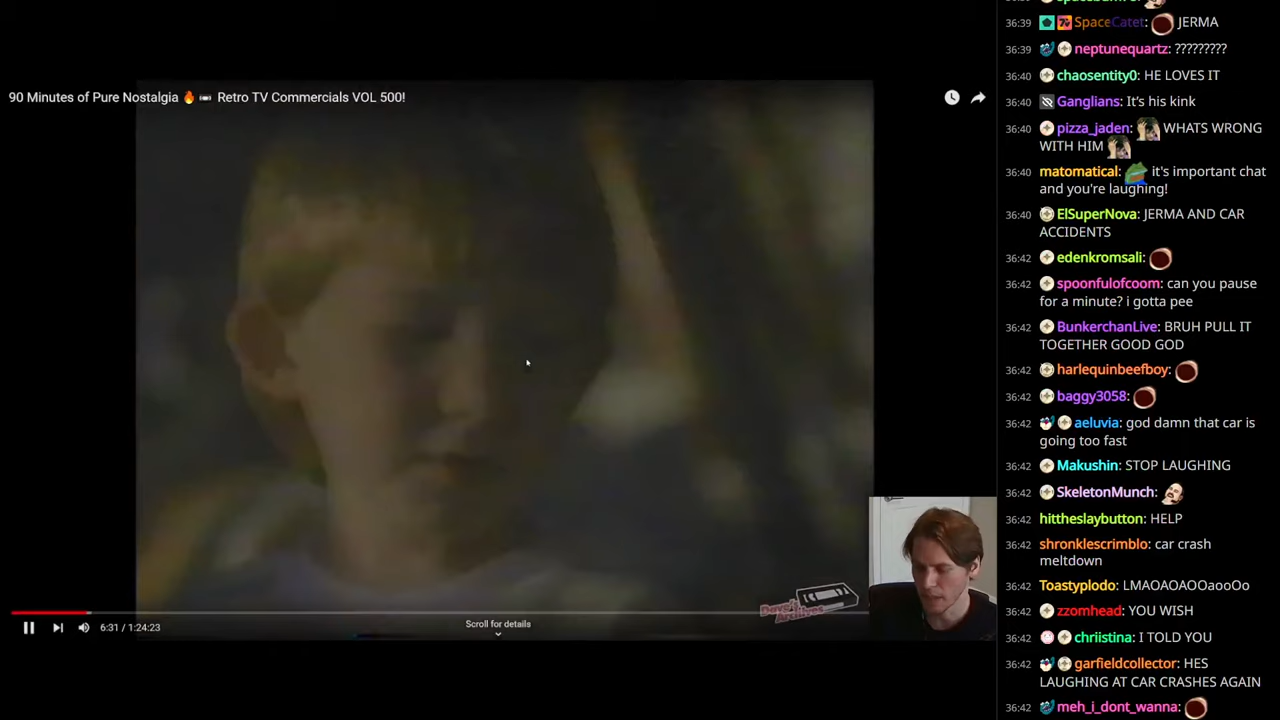 90 Minutes of Pure Nostalgia 🔥 📼 Retro TV Commercials VOL 500!
Dave's Archives
Scroll for details
6:31 / 1:24:23
36:39 SpaceCatet: JERMA
36:39 neptunequartz: ?????????
36:40 chaosentity0: HE LOVES IT
36:40 Ganglians: It's his kink
36:40 pizza_jaden: WHATS WRONG
WITH HIM
36:40 matomatical: it's important chat
and you're laughing!
36:40 ElSuperNova: JERMA AND CAR
ACCIDENTS
36:42 edenkromsali:
36:42 spoonfulofcoom: can you pause
for a minute? i gotta pee
36:42 BunkerchanLive: BRUH PULL IT
TOGETHER GOOD GOD
36:42 harlequinbeefboy:
36:42 baggy3058:
36:42 aeluvia: god damn that car is
going too fast
36:42 Makushin: STOP LAUGHING
36:42 SkeletonMunch:
36:42 hittheslaybutton: HELP
36:42 shronklescrimblo: car crash
meltdown
36:42 Toastyplodo: LMAOAOAOOaooOo
36:42 zzomhead: YOU WISH
36:42 chriistina: I TOLD YOU
36:42 garfieldcollector: HES
LAUGHING AT CAR CRASHES AGAIN
36:42 meh_i_dont_wanna: